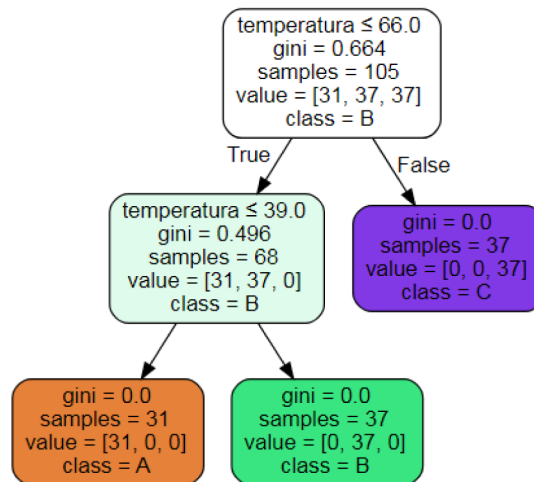 temperatura ≤ 66.0
gini = 0.664
samples = 105
value = [31, 37, 37]
class = B
True
False
temperatura ≤ 39.0
gini = 0.496
samples = 68
value = [31, 37, 0]
class = B
gini = 0.0
samples = 37
value = [0, 0, 37]
class = C
gini = 0.0
samples = 31
value = [31, 0, 0]
class = A
gini = 0.0
samples = 37
value = [0, 37, 0]
class = B